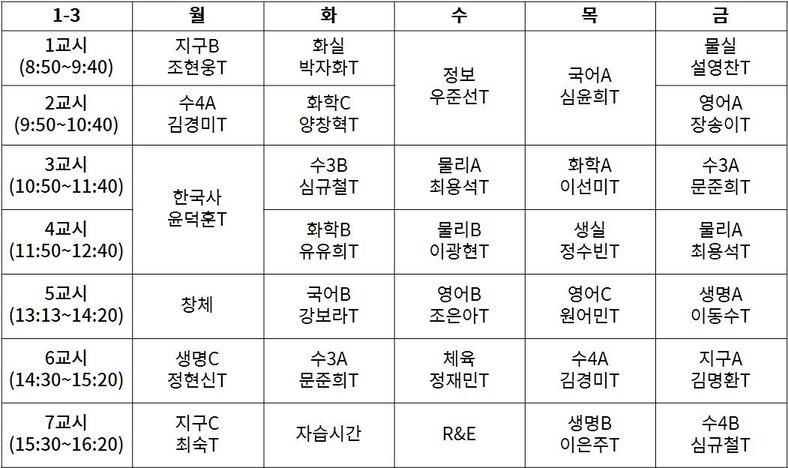 1-3 월 화 수 목 금
1교시 지구B 화실 정보 국어A 물실
(8:50~9:40) 조현웅T 박자화T 우준선T 심윤희T 설영찬T
2교시 수4A 화학C 영어A
(9:50~10:40) 김경미T 양창혁T 장송이T
3교시 한국사 수3B 물리A 화학A 수3A
(10:50~11:40) 윤덕훈T 심규철T 최용석T 이선미T 문준희T
4교시 화학B 물리B 생실 물리A
(11:50~12:40) 유유희T 이광현T 정수빈T 최용석T
5교시 창체 국어B 영어B 영어C 생명A
(13:13~14:20) 강보라T 조은아T 원어민T 이동수T
6교시 생명C 수3A 체육 수4A 지구A
(14:30~15:20) 정현신T 문준희T 정재민T 김경미T 김명환T
7교시 지구C 자습시간 R&E 생명B 수4B
(15:30~16:20) 최숙T 이은주T 심규철T